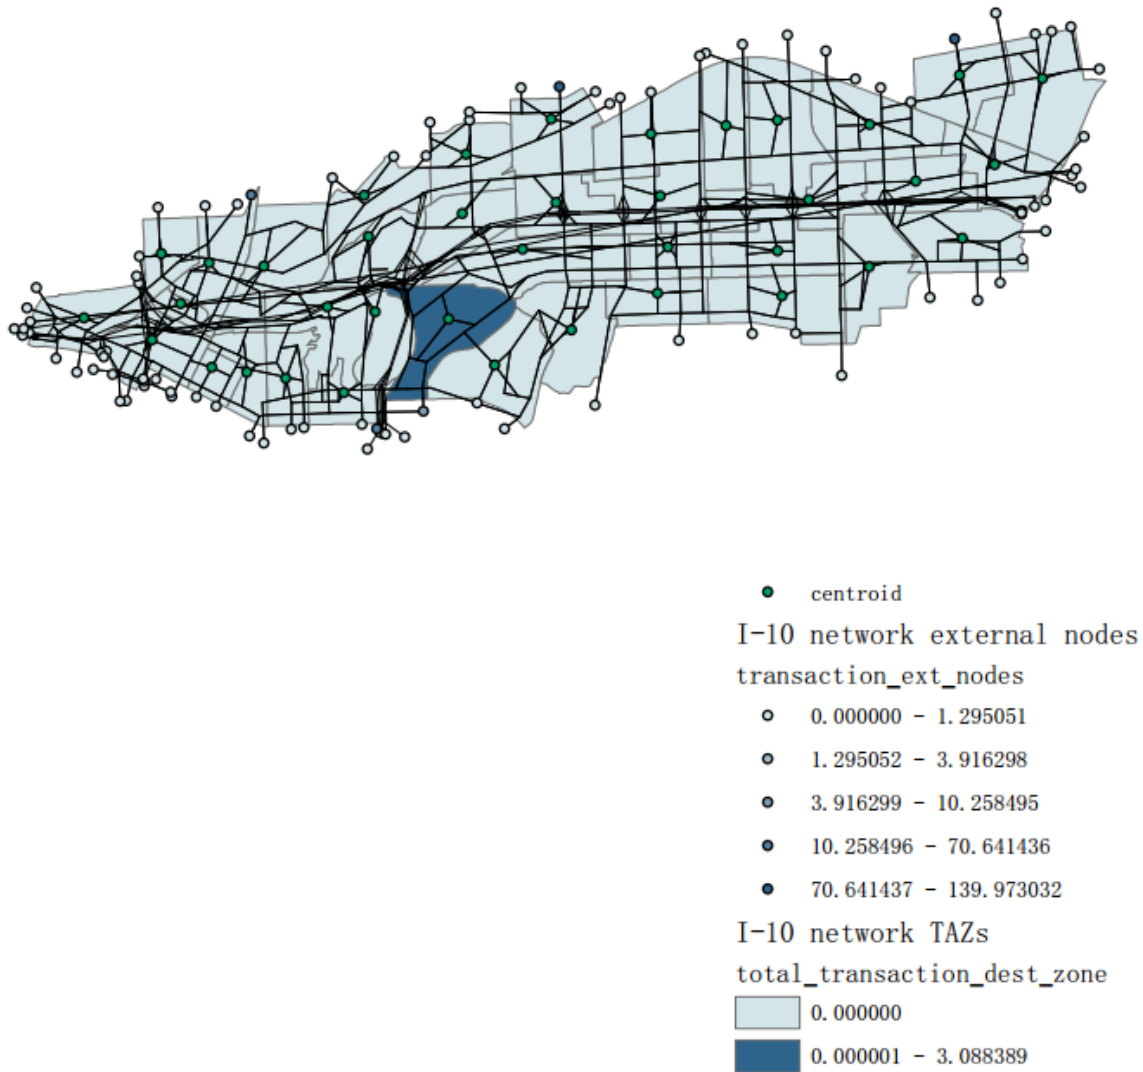 centroid
I-10 network external nodes
transaction_ext_nodes
0.000000 - 1.295051
1.295052 - 3.916298
3.916299 - 10.258495
10.258496 - 70.641436
70.641437 - 139.973032
I-10 network TAZs
total_transaction_dest_zone
0.000000
0.000001 - 3.088389